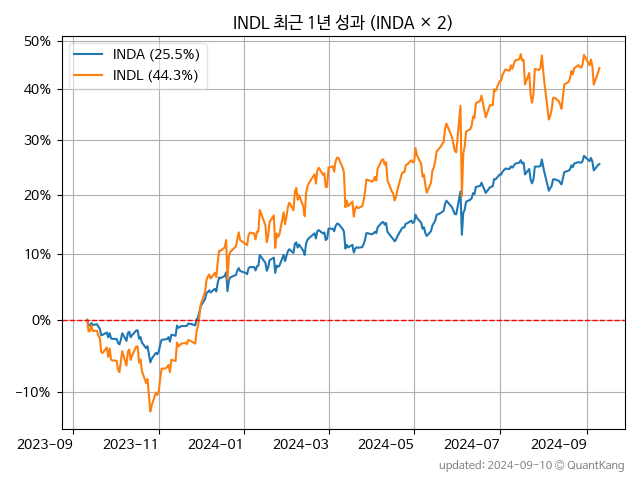 INDL 최근 1년 성과 (INDA × 2)
INDA (25.5%)
INDL (44.3%)
50%
40%
30%
20%
10%
0%
−10%
2023−09 2023−11 2024−01 2024−03 2024−05 2024−07 2024−09
updated: 2024−09−10 © QuantKang